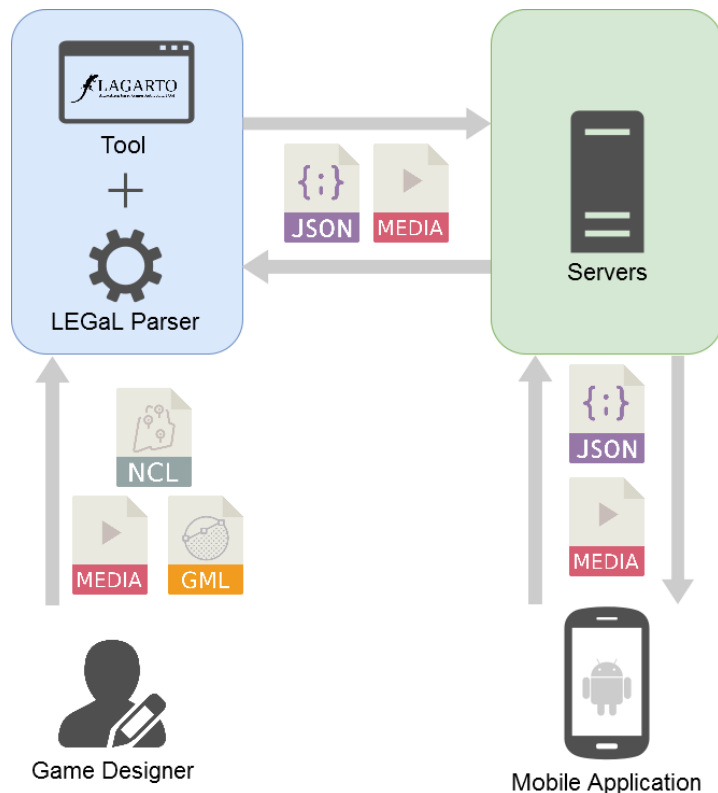 LAGARTO
Tool
LEGaL Parser
{;}
JSON
MEDIA
Servers
NCL
MEDIA
GML
{;}
JSON
MEDIA
Game Designer
Mobile Application